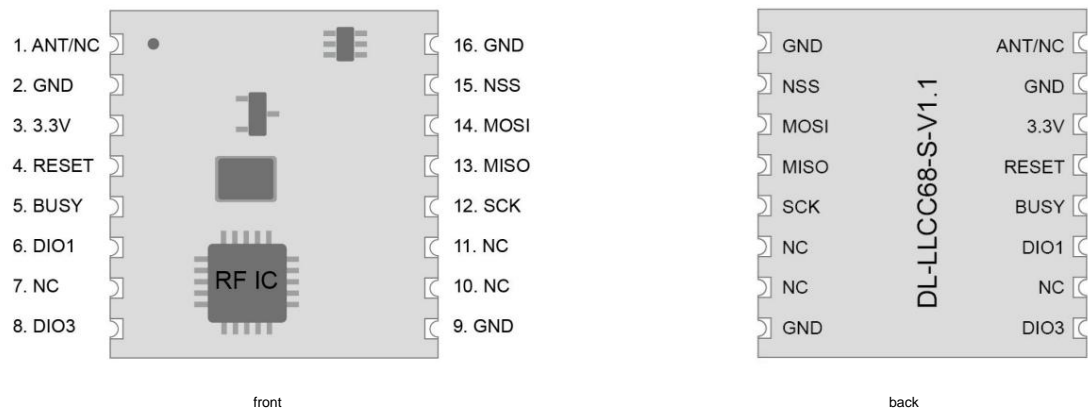 1. ANT/NC
2. GND
3. 3.3V
4. RESET
5. BUSY
6. DIO1
7. NC
8. DIO3
RF IC
16. GND
15. NSS
14. MOSI
13. MISO
12. SCK
11. NC
10. NC
9. GND
front
GND
NSS
MOSI
MISO
SCK
NC
NC
GND
DL-LLCC68-S-V1.1
ANT/NC
GND
3.3V
RESET
BUSY
DIO1
NC
DIO3
back